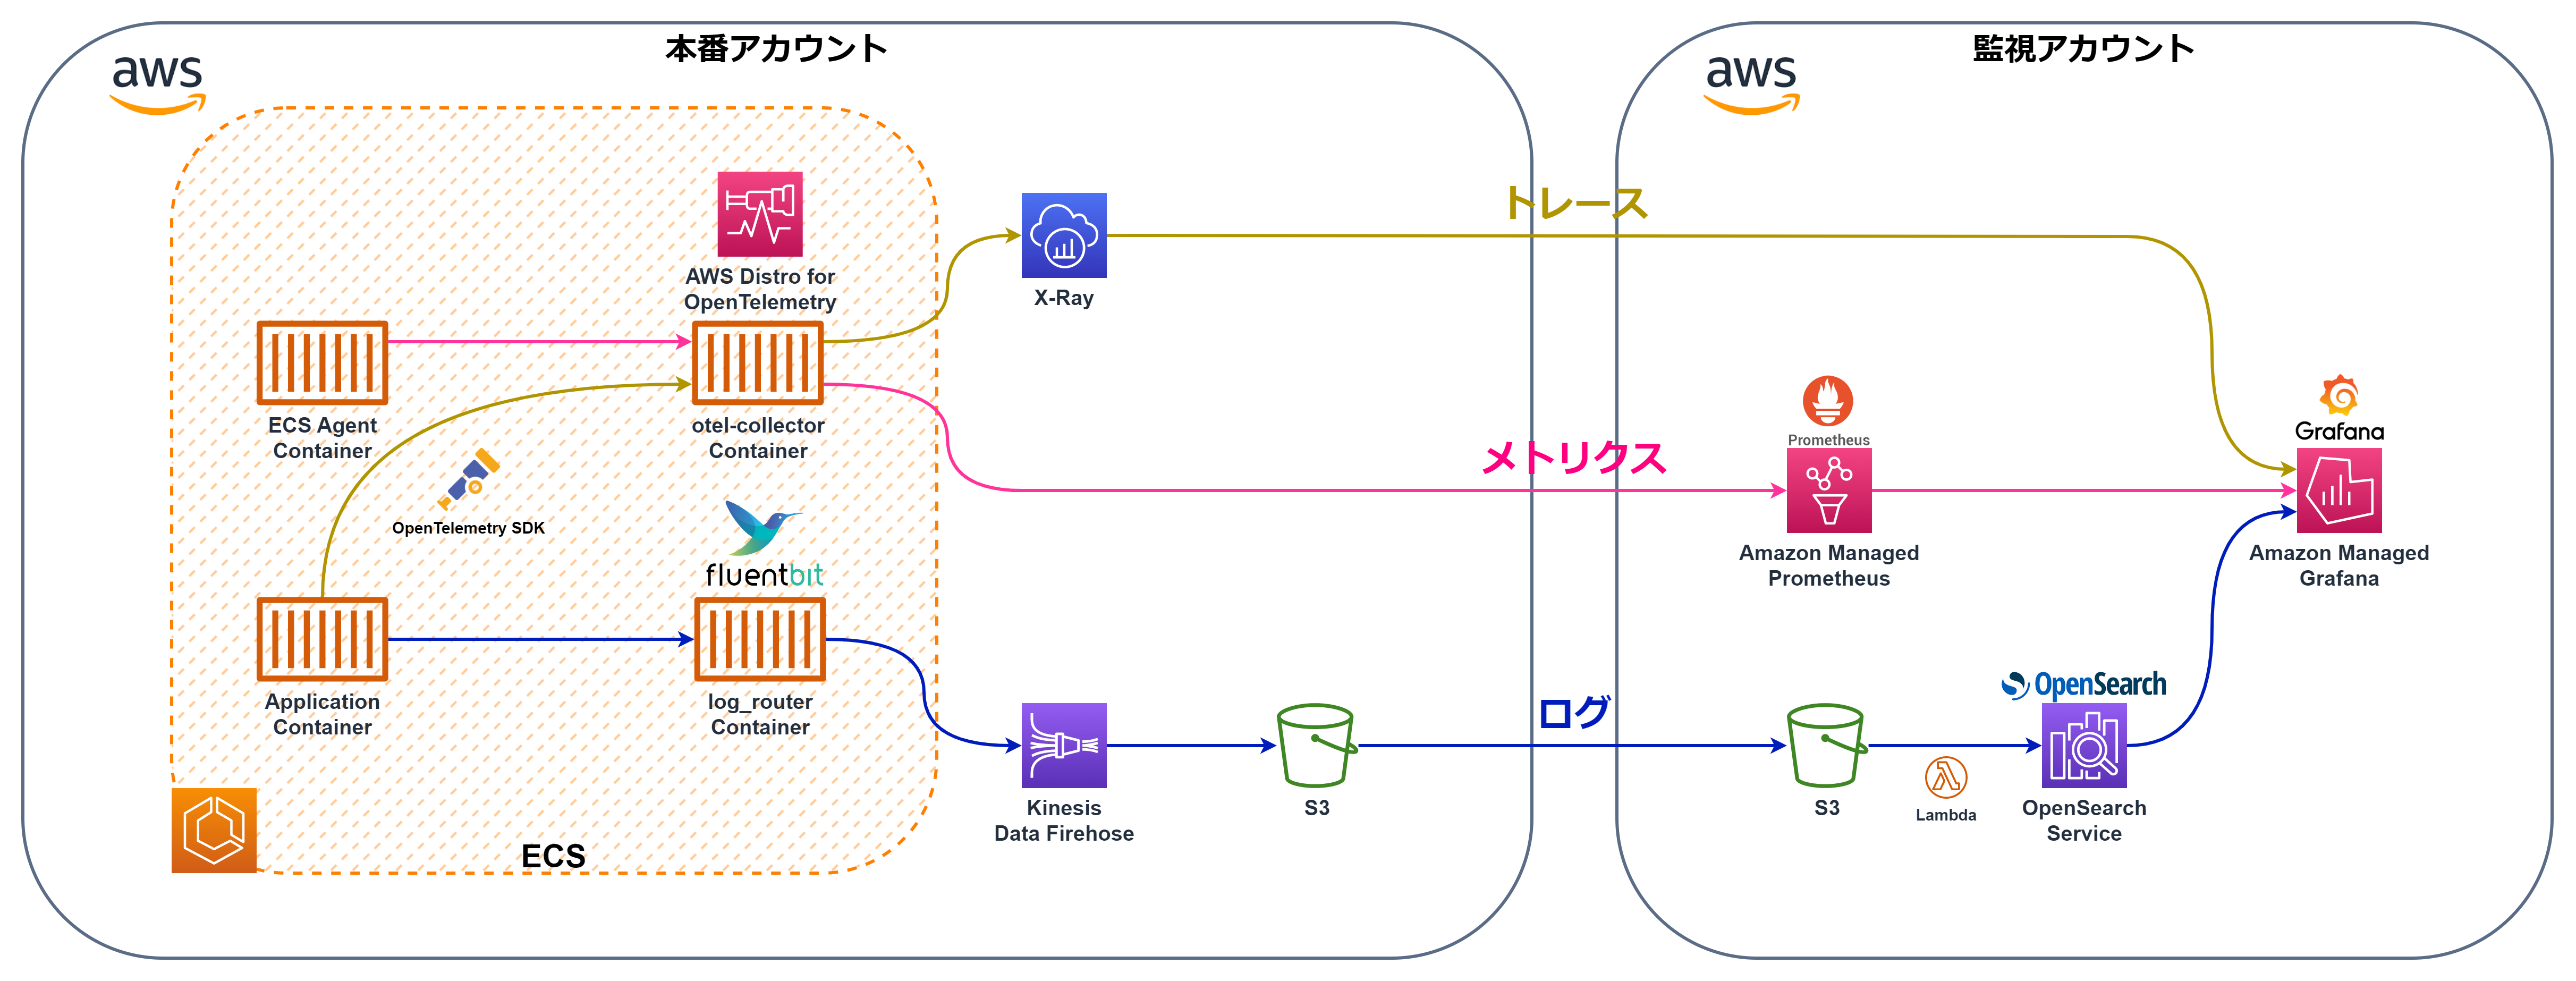 本番アカウント
aws
AWS Distro for
OpenTelemetry
X-Ray
ECS Agent
Container
otel-collector
Container
OpenTelemetry SDK
fluentbit
Application
Container
log_router
Container
Kinesis
Data Firehose
S3
ECS
トレース
メトリクス
ログ
監視アカウント
aws
Prometheus
Amazon Managed
Prometheus
Grafana
Amazon Managed
Grafana
S3
Lambda
OpenSearch
OpenSearch
Service